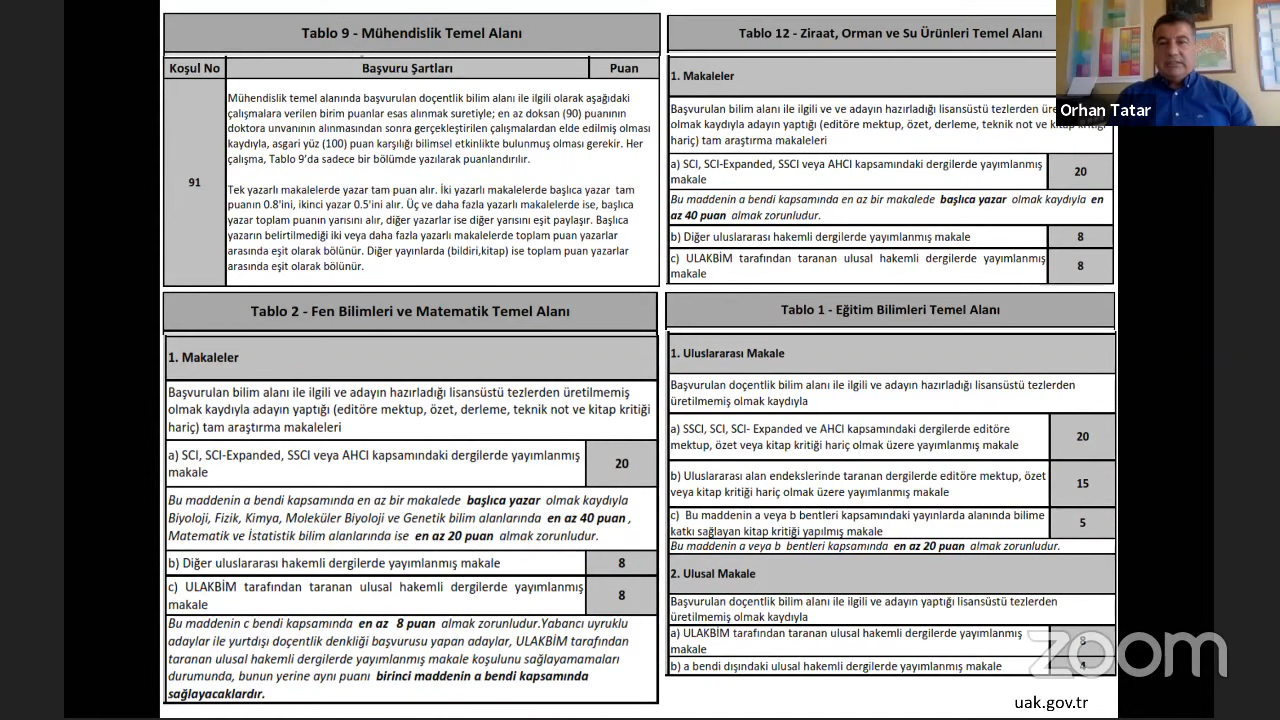 Tablo 9 - Mühendislik Temel Alanı
Koşul No Başvuru Şartları Puan
91
Mühendislik temel alanında başvurulan doçentlik bilim alanı ile ilgili olarak aşağıdaki
çalışmalara verilen birim puanlar esas alınmak suretiyle; en az doksan (90) puanının
doktora unvanının alınmasından sonra gerçekleştirilen çalışmalardan elde edilmiş olması
kaydıyla, asgari yüz (100) puan karşılığı bilimsel etkinlikte bulunmuş olması gerekir. Her
çalışma, Tablo 9'da sadece bir bölümde yazılarak puanlandırılır.
Tek yazarlı makalelerde yazar tam puan alır. İki yazarlı makalelerde başlıca yazar tam
puanın 0.8'ini, ikinci yazar 0.5'ini alır. Üç ve daha fazla yazarlı makalelerde ise, başlıca
yazar toplam puanın yarısını alır, diğer yazarlar ise diğer yarısını eşit paylaşır. Başlıca
yazarın belirtilmediği iki veya daha fazla yazarlı makalelerde toplam puan yazarlar
arasında eşit olarak bölünür. Diğer yayınlarda (bildiri,kitap) ise toplam puan yazarlar
arasında eşit olarak bölünür.
Tablo 12 - Ziraat, Orman ve Su Ürünleri Temel Alanı
1. Makaleler
Başvurulan bilim alanı ile ilgili ve ve adayın hazırladığı lisansüstü tezlerden
olmak kaydıyla adayın yaptığı (editöre mektup, özet, derleme, teknik not ve kitap kritiği
hariç) tam araştırma makaleleri
a) SCI, SCI-Expanded, SSCI veya AHCI kapsamındaki dergilerde yayımlanmış
makale
20
Bu maddenin a bendi kapsamında en az bir makalede başlıca yazar olmak kaydıyla en
az 40 puan almak zorunludur.
b) Diğer uluslararası hakemli dergilerde yayımlanmış makale 8
c) ULAKBİM tarafından taranan ulusal hakemli dergilerde yayımlanmış
makale
8
Orhan Tatar
Tablo 2 - Fen Bilimleri ve Matematik Temel Alanı
1. Makaleler
Başvurulan bilim alanı ile ilgili ve adayın hazırladığı lisansüstü tezlerden üretilmemiş
olmak kaydıyla adayın yaptığı (editöre mektup, özet, derleme, teknik not ve kitap kritiği
hariç) tam araştırma makaleleri
a) SCI, SCI-Expanded, SSCI veya AHCI kapsamındaki dergilerde yayımlanmış
makale
20
Bu maddenin a bendi kapsamında en az bir makalede başlıca yazar olmak kaydıyla
Biyoloji, Fizik, Kimya, Moleküler Biyoloji ve Genetik bilim alanlarında en az 40 puan ,
Matematik ve İstatistik bilim alanlarında ise en az 20 puan almak zorunludur.
b) Diğer uluslararası hakemli dergilerde yayımlanmış makale 8
c) ULAKBİM tarafından taranan ulusal hakemli dergilerde yayımlanmış
makale
8
Bu maddenin c bendi kapsamında en az 8 puan almak zorunludur.Yabancı uyruklu
adaylar ile yurtdışı doçentlik denkliği başvurusu yapan adaylar, ULAKBİM tarafından
taranan ulusal hakemli dergilerde yayımlanmış makale koşulunu sağlayamamaları
durumunda, bunun yerine aynı puanı birinci maddenin a bendi kapsamında
sağlayacaklardır.
Tablo 1 - Eğitim Bilimleri Temel Alanı
1. Uluslararası Makale
Başvurulan doçentlik bilim alanı ile ilgili ve adayın hazırladığı lisansüstü tezlerden
üretilmemiş olmak kaydıyla
a) SSCI, SCI, SCI- Expanded ve AHCI kapsamındaki dergilerde editöre
mektup, özet veya kitap kritiği hariç olmak üzere yayımlanmış makale
20
b) Uluslararası alan endekslerinde taranan dergilerde editöre mektup, özet
veya kitap kritiği hariç olmak üzere yayımlanmış makale
15
c) Bu maddenin a veya b bentleri kapsamındaki yayınlarda alanında bilime
katkı sağlayan kitap kritiği yapılmış makale
5
Bu maddenin a veya b bentleri kapsamında en az 20 puan almak zorunludur.
2. Ulusal Makale
Başvurulan doçentlik bilim alanı ile ilgili ve adayın yaptığı lisansüstü tezlerden
üretilmemiş olmak kaydıyla
a) ULAKBİM tarafından taranan ulusal hakemli dergilerde yayımlanmış
makale
8
b) a bendi dışındaki ulusal hakemli dergilerde yayımlanmış makale 4
zoom
uak.gov.tr